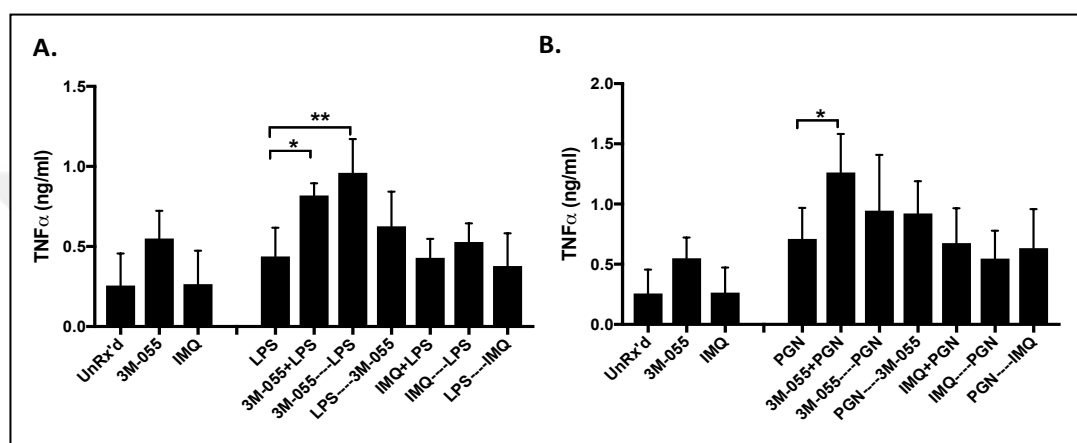 A.
TNFα (ng/ml)
1.5
1.0
0.5
0.0
**
*
UnRx'd
3M-055
IMQ
LPS
3M-055+LPS
3M-055----LPS
LPS----3M-055
IMQ+LPS
IMQ----LPS
LPS----IMQ
B.
TNFα (ng/ml)
2.0
1.5
1.0
0.5
0.0
*
UnRx'd
3M-055
IMQ
PGN
3M-055+PGN
3M-055----PGN
PGN----3M-055
IMQ+PGN
IMQ----PGN
PGN----IMQ